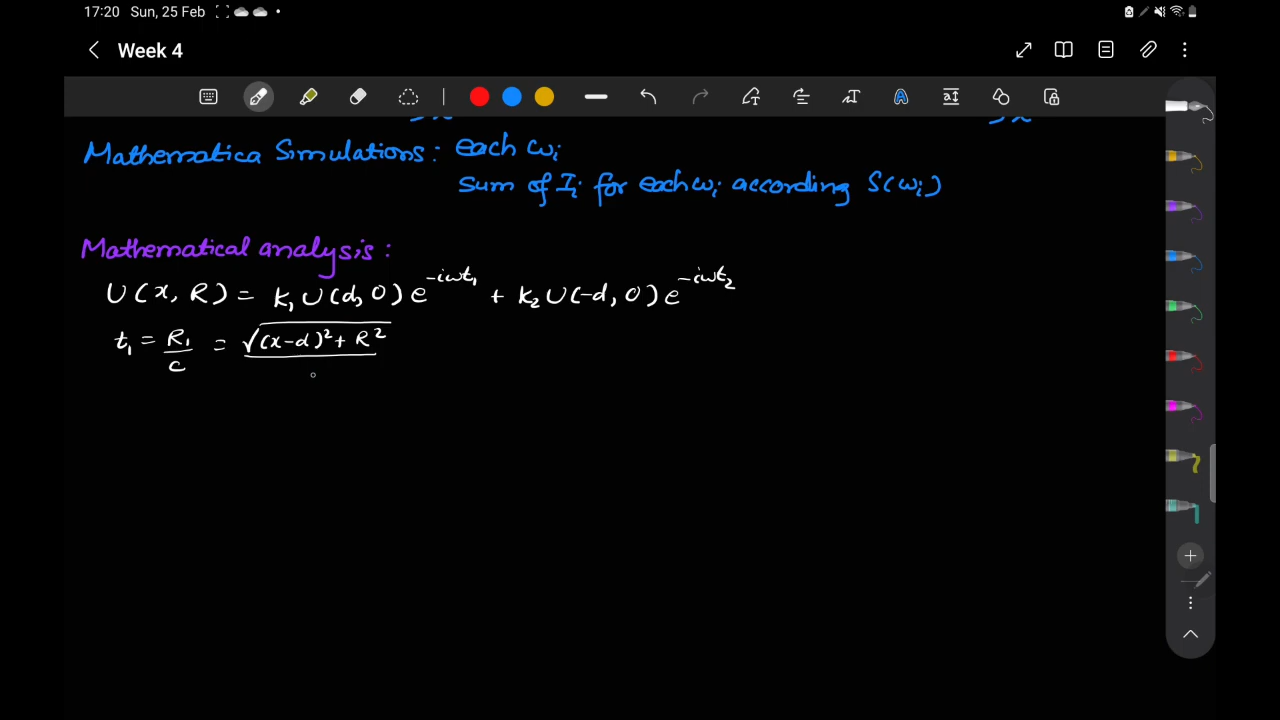 17:20 Sun, 25 Feb
Week 4
Mathematica Simulations: each ωᵢ
sum of Iᵢ for each ωᵢ according S(ωᵢ)
Mathematical analysis:
U(x, R) = K₁ U(d, 0) e^(-iωt₁) + K₂ U(-d, 0) e^(-iωt₂)
t₁ = R₁/c = √((x-d)² + R²)